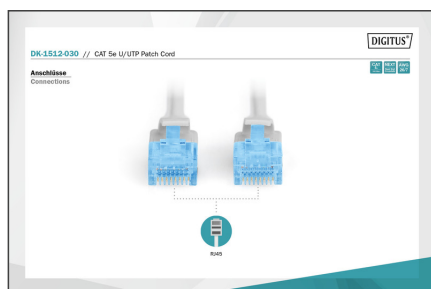 DIGITUS®
DK-1512-030 // CAT 5e U/UTP Patch Cord
Anschlüsse
Connections
RJ45